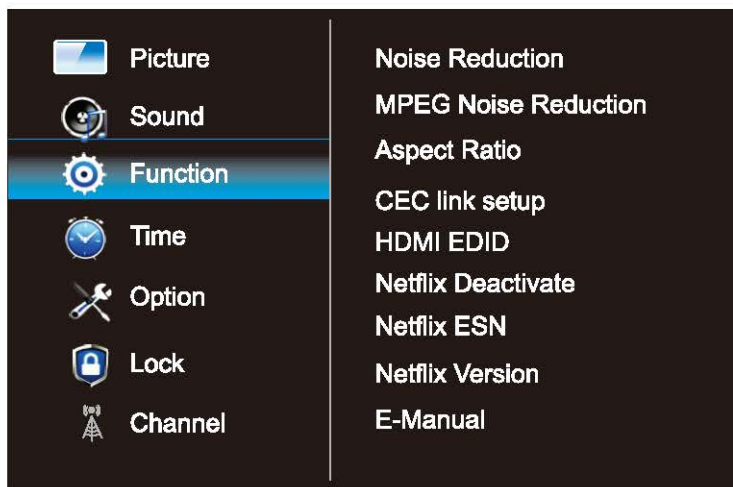 Picture
Sound
Function
Time
Option
Lock
Channel
Noise Reduction
MPEG Noise Reduction
Aspect Ratio
CEC link setup
HDMI EDID
Netflix Deactivate
Netflix ESN
Netflix Version
E-Manual